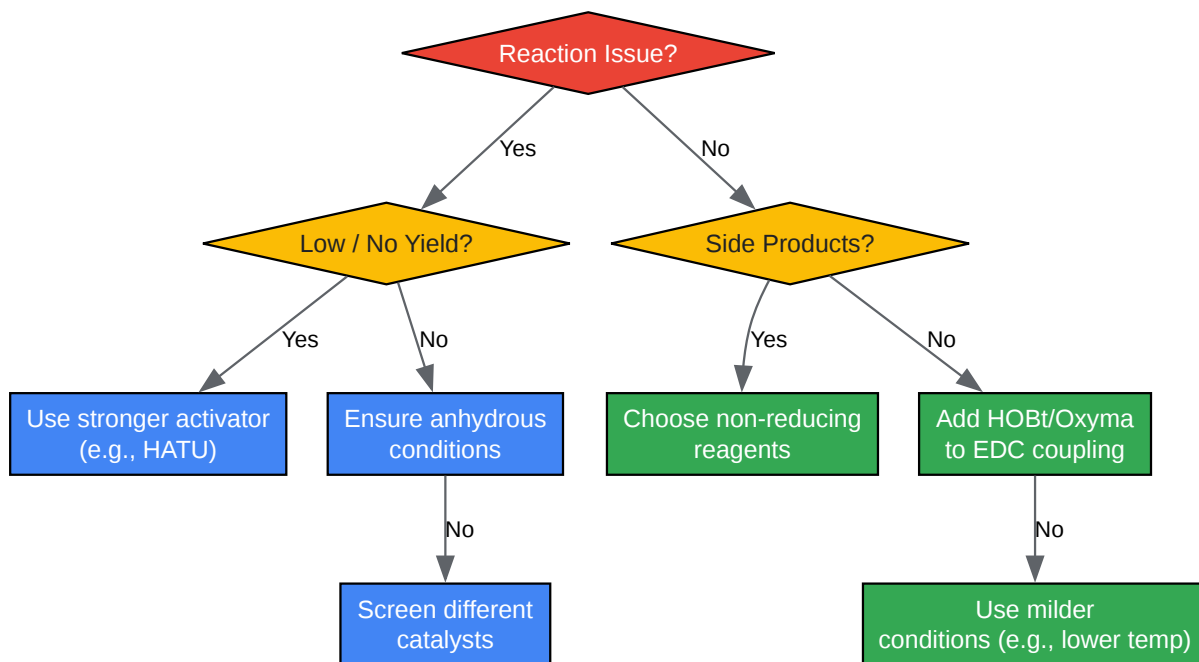 Reaction Issue?
Yes
No
Low / No Yield?
Side Products?
Yes
No
Yes
No
Use stronger activator
(e.g., HATU)
Ensure anhydrous
conditions
Choose non-reducing
reagents
Add HOBt/Oxyma
to EDC coupling
No
No
Screen different
catalysts
Use milder
conditions (e.g., lower temp)